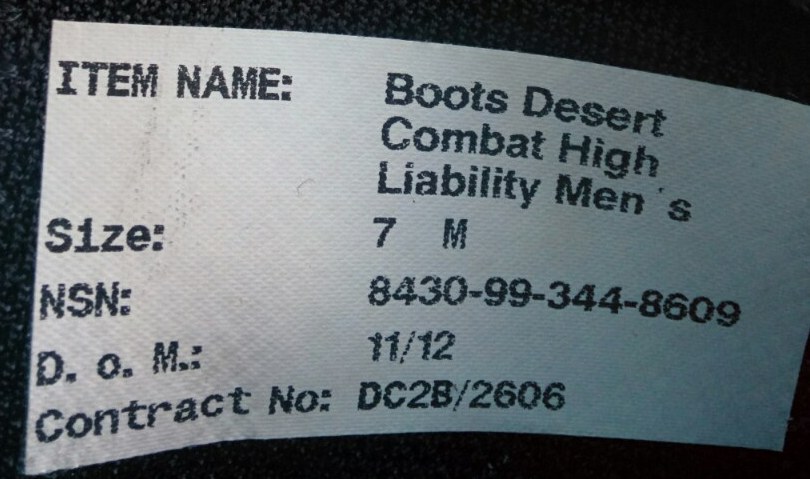 ITEM NAME: Boots Desert
Combat High
Liability Men's
Size: 7 M
NSN: 8430-99-344-8609
D. o. M.: 11/12
Contract No: DC2B/2606